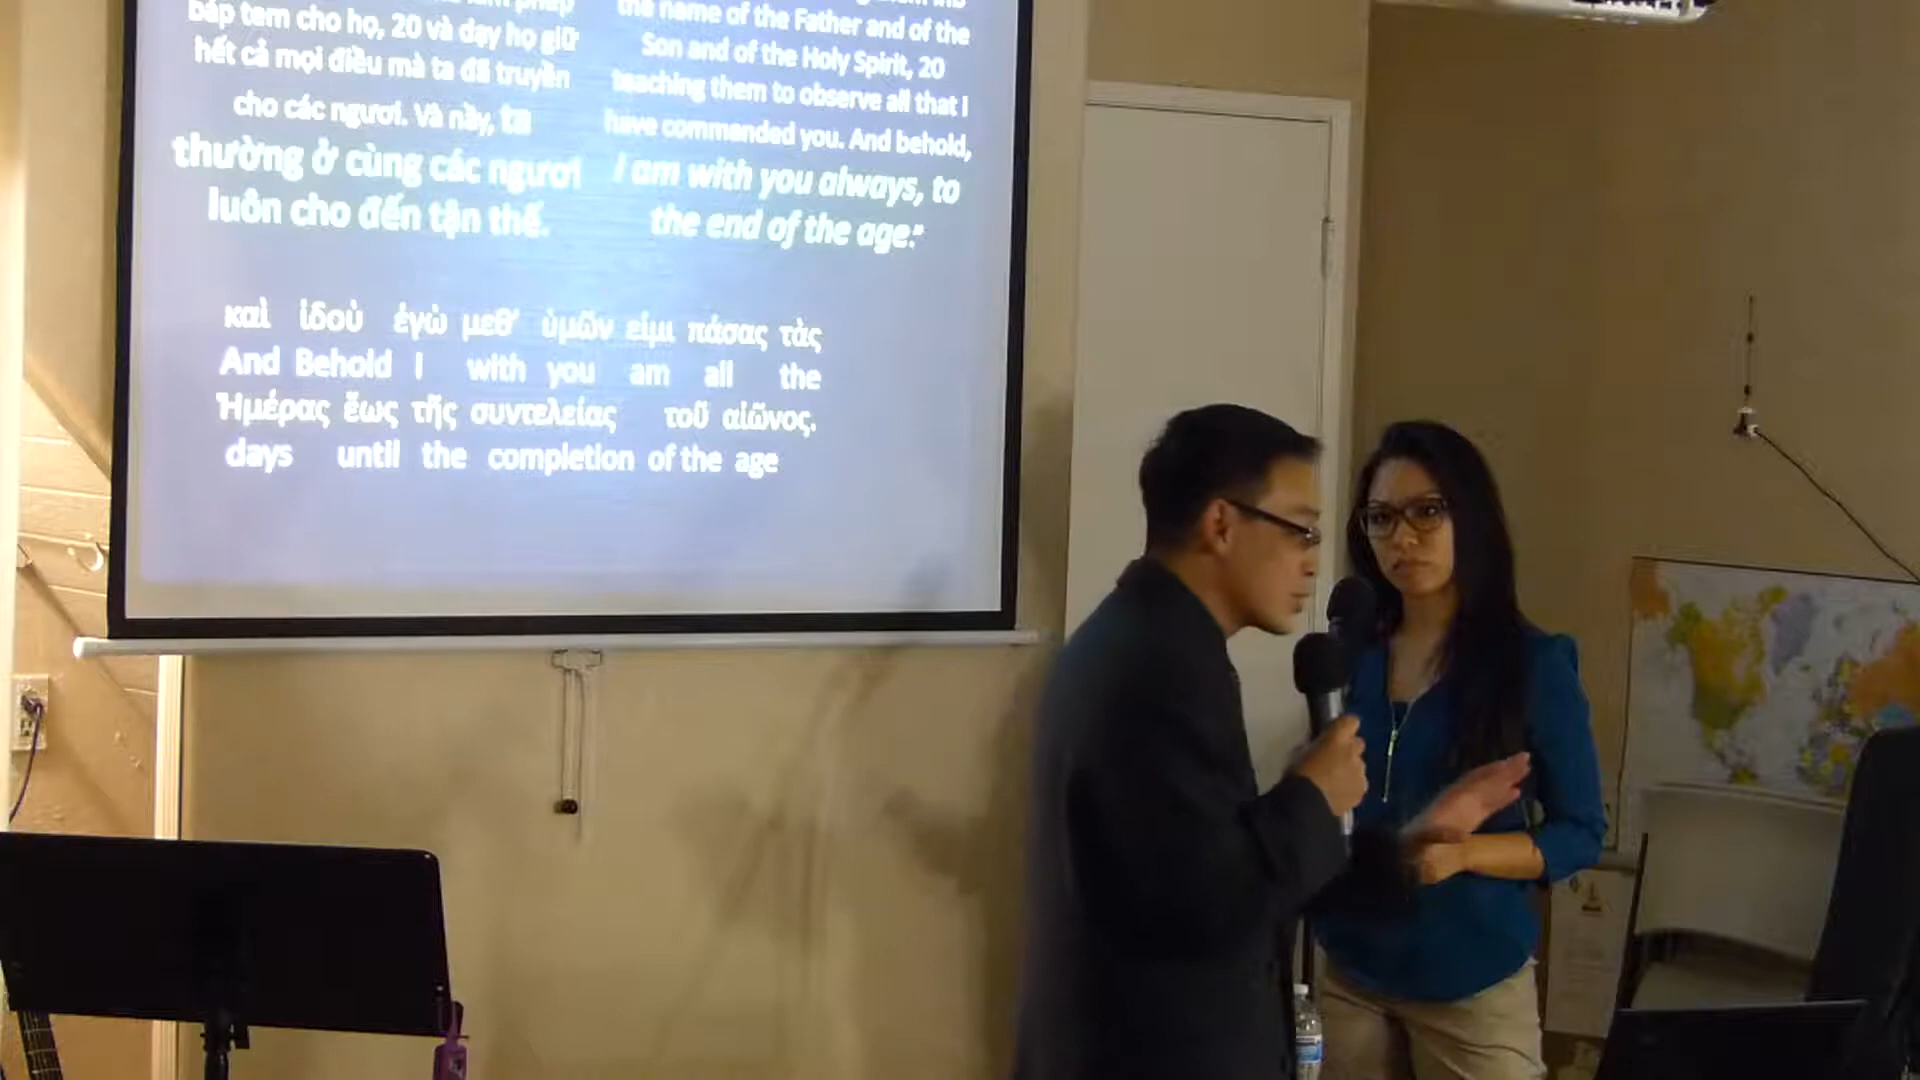 báp tem cho họ, 20 và dạy họ giữ
hết cả mọi điều mà ta đã truyền
cho các ngươi. Và nầy, ta
thường ở cùng các ngươi
luôn cho đến tận thế.
the name of the Father and of the
Son and of the Holy Spirit, 20
teaching them to observe all that I
have commanded you. And behold,
I am with you always, to
the end of the age."
καὶ ἰδοὺ ἐγὼ μεθ' ὑμῶν εἰμι πάσας τὰς
And Behold I with you am all the
Ἡμέρας ἕως τῆς συντελείας τοῦ αἰῶνος.
days until the completion of the age